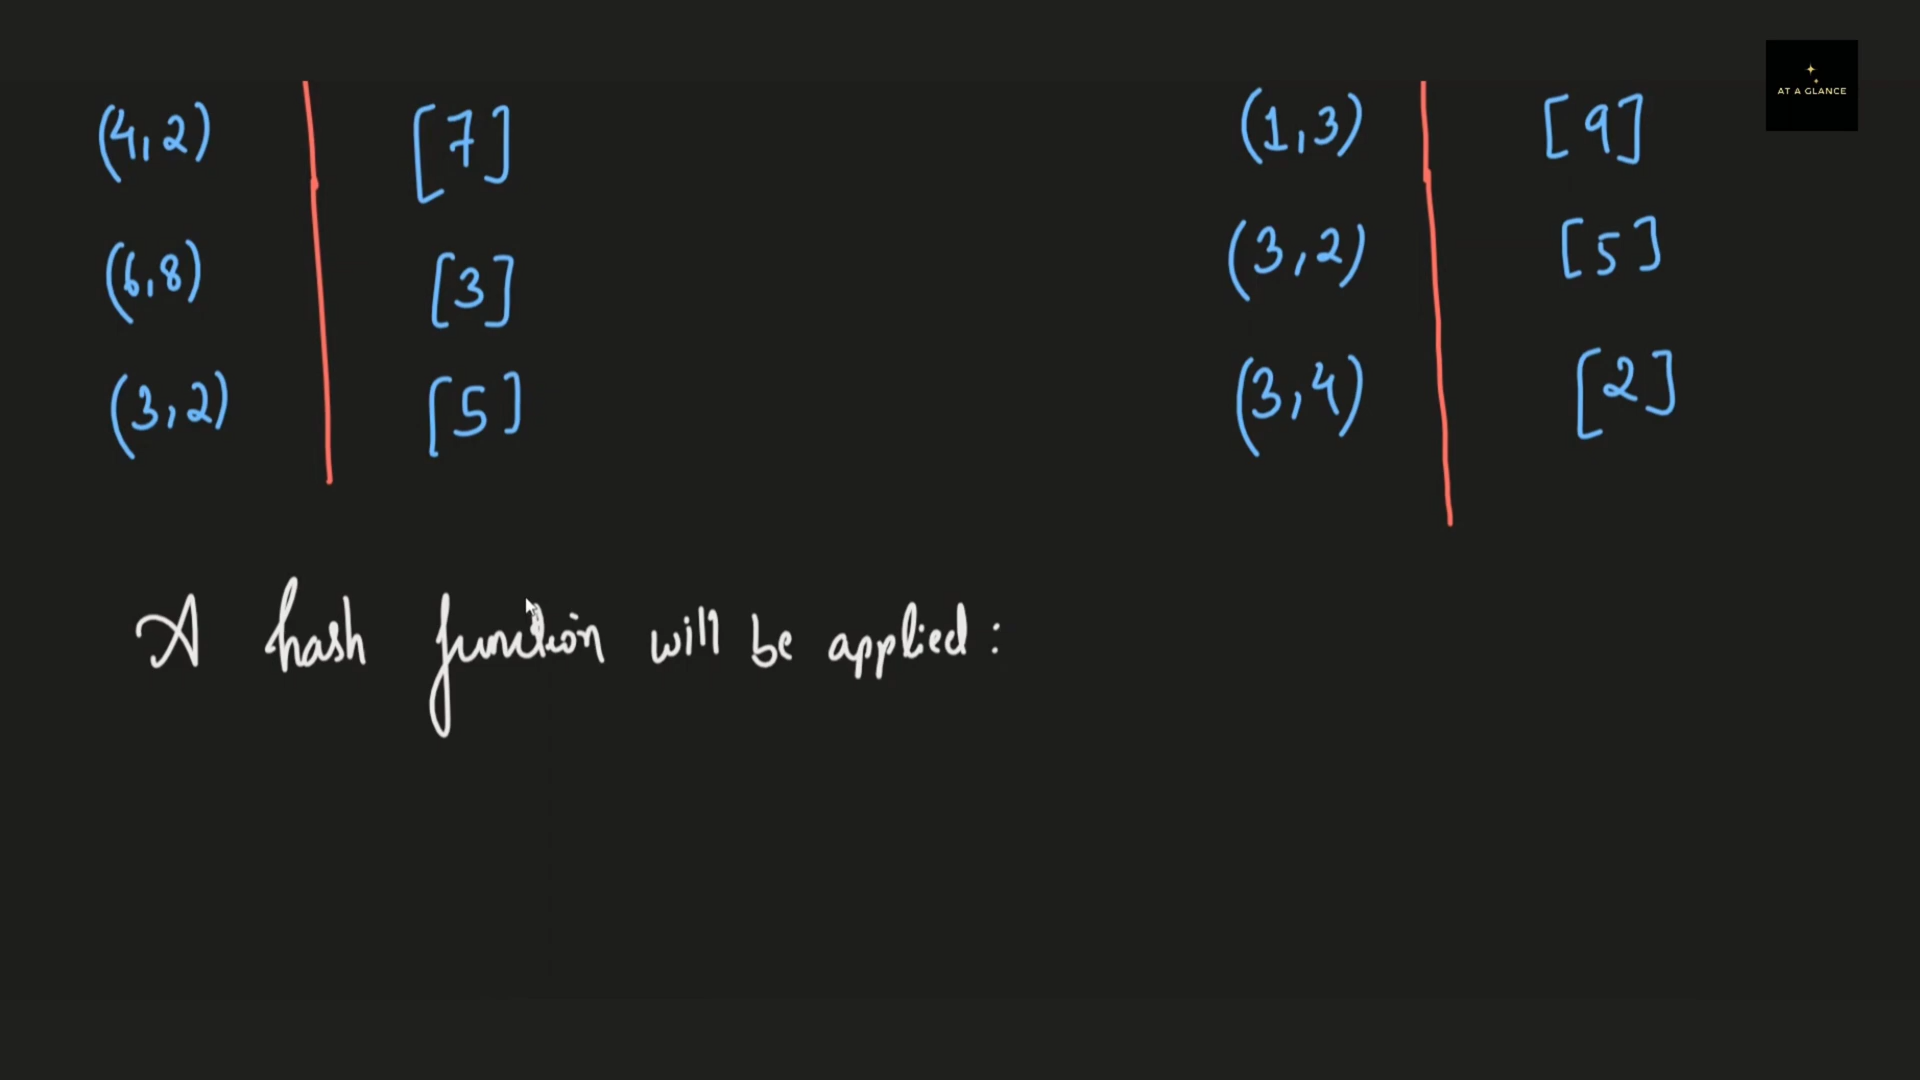 (4,2) [7] (1,3) [9]
AT A GLANCE
(6,8) [3] (3,2) [5]
(3,2) [5] (3,4) [2]
A hash function will be applied: